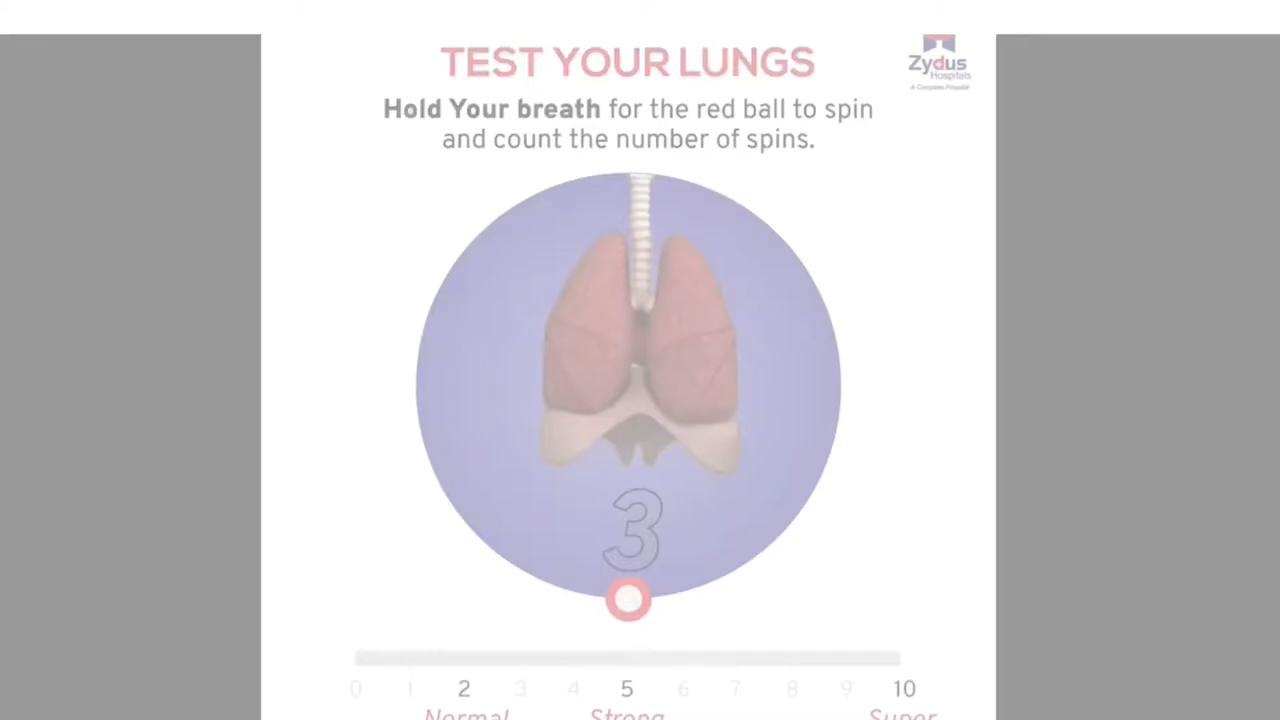 TEST YOUR LUNGS
Zydus
Hospitals
Hold Your breath for the red ball to spin
and count the number of spins.
3
0 1 2 3 4 5 6 7 8 9 10
Normal Strong Super